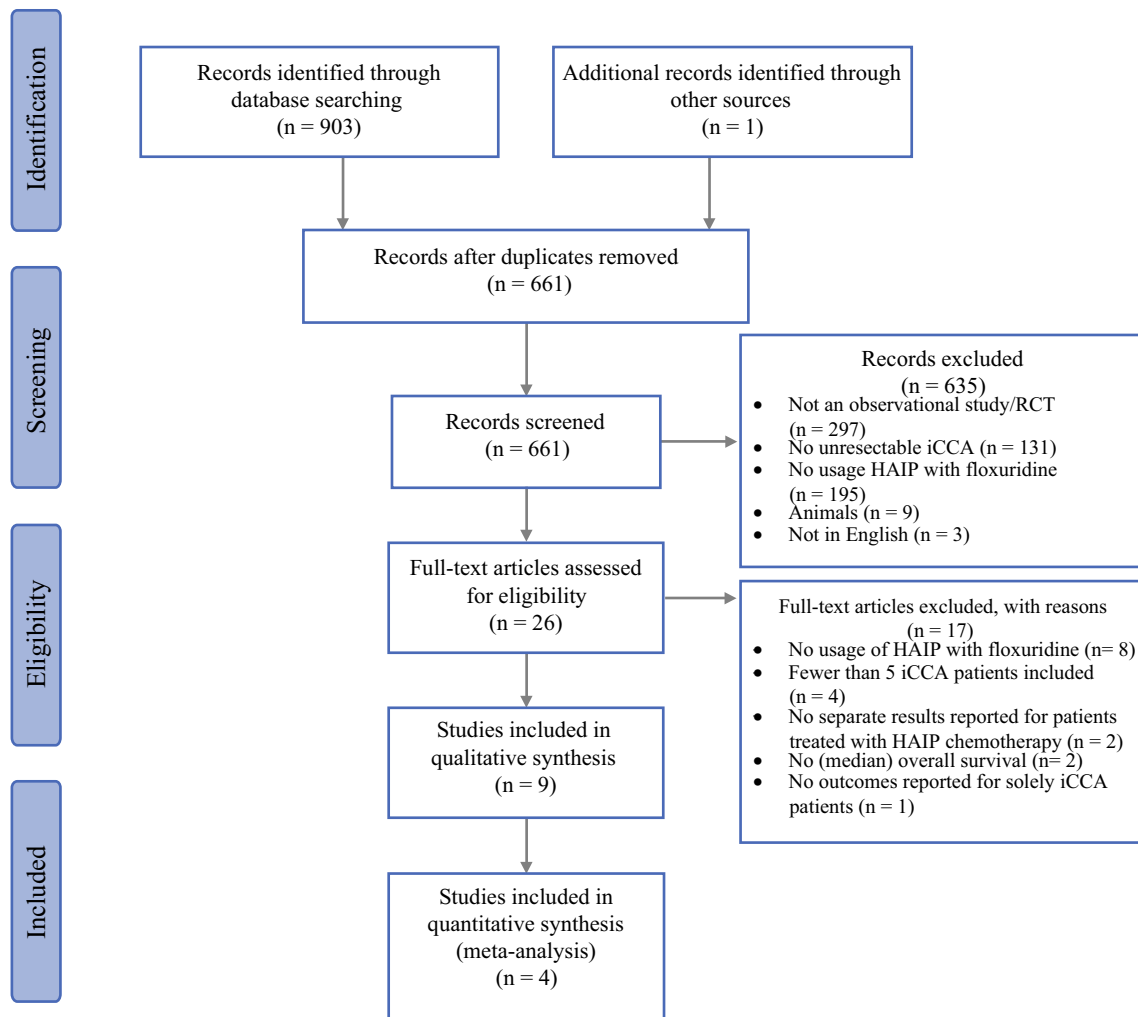 Identification
Records identified through
database searching
(n = 903)
Additional records identified through
other sources
(n = 1)
Records after duplicates removed
(n = 661)
Screening
Records screened
(n = 661)
Records excluded
(n = 635)
• Not an observational study/RCT
(n = 297)
• No unresectable iCCA (n = 131)
• No usage HAIP with floxuridine
(n = 195)
• Animals (n = 9)
• Not in English (n = 3)
Eligibility
Full-text articles assessed
for eligibility
(n = 26)
Full-text articles excluded, with reasons
(n = 17)
• No usage of HAIP with floxuridine (n= 8)
• Fewer than 5 iCCA patients included
(n = 4)
• No separate results reported for patients
treated with HAIP chemotherapy (n = 2)
• No (median) overall survival (n= 2)
• No outcomes reported for solely iCCA
patients (n = 1)
Studies included in
qualitative synthesis
(n = 9)
Included
Studies included in
quantitative synthesis
(meta-analysis)
(n = 4)